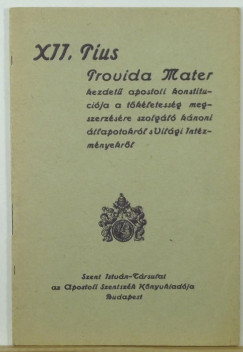 XII. Pius
Provida Mater
kezdetű apostoli konstitu-
ciója a tökéletesség meg-
szerzésére szolgáló kánoni
állapotokról s Világi Intéz-
ményekről
Szent István-Társulat
az Apostoli Szentszék Könyvkiadója
Budapest